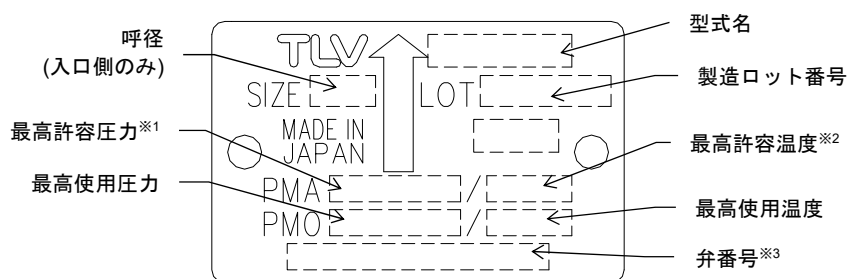 呼径
(入口側のみ)
型式名
TLV
SIZE
LOT
製造ロット番号
最高許容圧力※1
MADE IN
JAPAN
最高許容温度※2
最高使用圧力
PMA /
PMO /
最高使用温度
弁番号※3